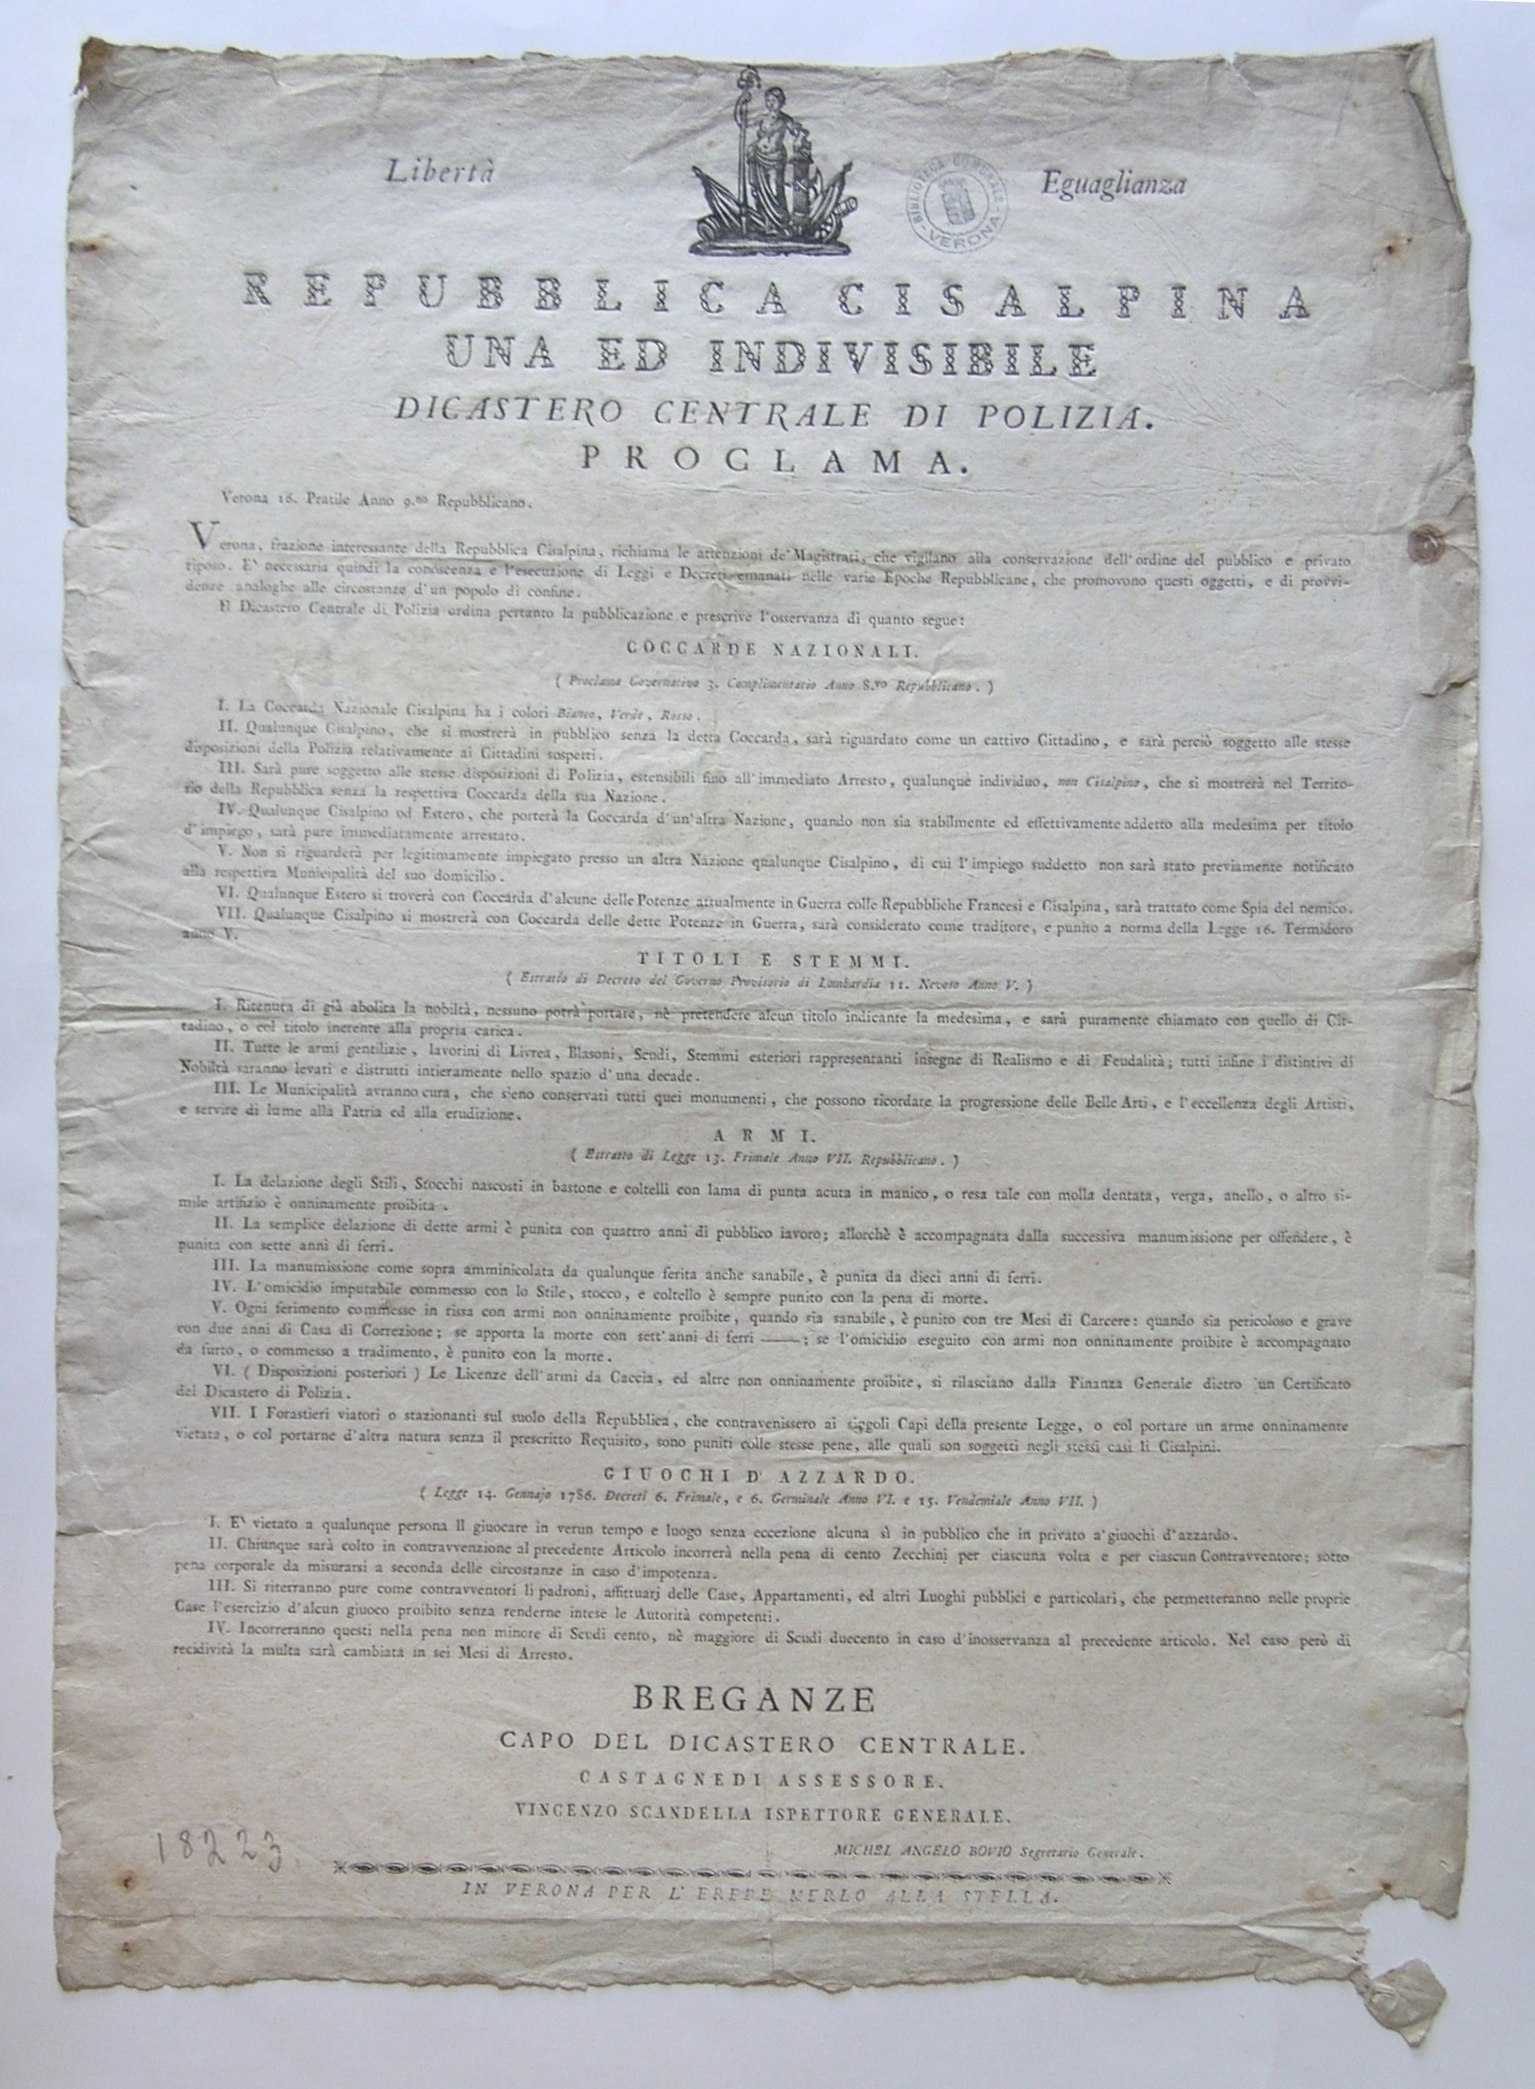 Libertà
Eguaglianza
BIBLIOTECA COMUNALE
VERONA
REPUBBLICA CISALPINA
UNA ED INDIVISIBILE
DICASTERO CENTRALE DI POLIZIA.
PROCLAMA.
Verona 16. Pratile Anno 9.no Repubblicano.
Verona, frazione interessante della Repubblica Cisalpina, richiama le attenzioni de' Magistrati, che vigilano alla conservazione dell'ordine del pubblico e privato
riposo. E' necessaria quindi la conoscenza e l'esecuzione di Leggi e Decreti emanati nelle varie Epoche Repubblicane, che promovono questi oggetti, e di provvi-
denze analoghe alle circostanze d'un popolo di confine.
Il Dicastero Centrale di Polizia ordina pertanto la pubblicazione e prescrive l'osservanza di quanto segue:
COCCARDE NAZIONALI.
( Proclama Governativo 3. Complimentario Anno 8.vo Repubblicano. )
I. La Coccarda Nazionale Cisalpina ha i colori Bianco, Verde, Rosso.
II. Qualunque Cisalpino, che si mostrerà in pubblico senza la detta Coccarda, sarà riguardato come un cattivo Cittadino, e sarà perciò soggetto alle stesse
disposizioni della Polizia relativamente ai Cittadini sospetti.
III. Sarà pure soggetto alle stesse disposizioni di Polizia, estensibili fino all'immediato Arresto, qualunque individuo, non Cisalpino, che si mostrerà nel Territo-
rio della Repubblica senza la respettiva Coccarda della sua Nazione.
IV. Qualunque Cisalpino od Estero, che porterà la Coccarda d'un'altra Nazione, quando non sia stabilmente ed effettivamente addetto alla medesima per titolo
d'impiego, sarà pure immediatamente arrestato.
V. Non si riguarderà per legitimamente impiegato presso un altra Nazione qualunque Cisalpino, di cui l'impiego suddetto non sarà stato previamente notificato
alla respettiva Municipalità del suo domicilio.
VI. Qualunque Estero si troverà con Coccarda d'alcune delle Potenze attualmente in Guerra colle Repubbliche Francesi e Cisalpina, sarà trattato come Spia del nemico.
VII. Qualunque Cisalpino si mostrerà con Coccarda delle dette Potenze in Guerra, sarà considerato come traditore, e punito a norma della Legge 16. Termidoro
anno V.
TITOLI E STEMMI.
( Estratto di Decreto del Governo Provisorio di Lombardia 11. Nevoso Anno V. )
I. Ritenuta di già abolita la nobiltà, nessuno potrà portare, nè pretendere alcun titolo indicante la medesima, e sarà puramente chiamato con quello di Cit-
tadino, o col titolo inerente alla propria carica.
II. Tutte le armi gentilizie, lavorini di Livrea, Blasoni, Scudi, Stemmi esteriori rappresentanti insegne di Realismo e di Feudalità; tutti infine i distintivi di
Nobiltà saranno levati e distrutti intieramente nello spazio d'una decade.
III. Le Municipalità avranno cura, che sieno conservati tutti quei monumenti, che possono ricordare la progressione delle Belle Arti, e l'eccellenza degli Artisti,
e servire di lume alla Patria ed alla erudizione.
ARMI.
( Estratto di Legge 13. Frimale Anno VII. Repubblicano. )
I. La delazione degli Stili, Stocchi nascosti in bastone e coltelli con lama di punta acuta in manico, o resa tale con molla dentata, verga, anello, o altro si-
mile artifizio è onninamente proibita.
II. La semplice delazione di dette armi è punita con quattro anni di pubblico lavoro; allorchè è accompagnata dalla successiva manumissione per offendere, è
punita con sette anni di ferri.
III. La manumissione come sopra amminicolata da qualunque ferita anche sanabile, è punita da dieci anni di ferri.
IV. L'omicidio imputabile commesso con lo Stile, stocco, e coltello è sempre punito con la pena di morte.
V. Ogni ferimento commesse in rissa con armi non onninamente proibite, quando sia sanabile, è punito con tre Mesi di Carcere: quando sia pericoloso e grave
con due anni di Casa di Correzione; se apporta la morte con sett'anni di ferri ——; se l'omicidio eseguito con armi non onninamente proibite è accompagnato
da furto, o commesso a tradimento, è punito con la morte.
VI. ( Disposizioni posteriori ) Le Licenze dell'armi da Caccia, ed altre non onninamente proibite, si rilasciano dalla Finanza Generale dietro un Certificato
del Dicastero di Polizia.
VII. I Forastieri viatori o stazionanti sul suolo della Repubblica, che contravenissero ai singoli Capi della presente Legge, o col portare un arme onninamente
vietata, o col portarne d'altra natura senza il prescritto Requisito, sono puniti colle stesse pene, alle quali son soggetti negli stessi casi li Cisalpini.
GIUOCHI D'AZZARDO.
( Legge 14. Gennajo 1786. Decreti 6. Frimale, e 6. Germinale Anno VI. e 15. Vendemiale Anno VII. )
I. E' vietato a qualunque persona Il giuocare in verun tempo e luogo senza eccezione alcuna sì in pubblico che in privato a'giuochi d'azzardo.
II. Chiunque sarà colto in contravvenzione al precedente Articolo incorrerà nella pena di cento Zecchini per ciascuna volta e per ciascun Contravventore; sotto
pena corporale da misurarsi a seconda delle circostanze in caso d'impotenza.
III. Si riterranno pure come contravventori li padroni, affittuarj delle Case, Appartamenti, ed altri Luoghi pubblici e particolari, che permetteranno nelle proprie
Case l'esercizio d'alcun giuoco proibito senza renderne intese le Autorità competenti.
IV. Incorreranno questi nella pena non minore di Scudi cento, nè maggiore di Scudi duecento in caso d'inosservanza al precedente articolo. Nel caso però di
recidività la multa sarà cambiata in sei Mesi di Arresto.
BREGANZE
CAPO DEL DICASTERO CENTRALE.
CASTAGNEDI ASSESSORE.
VINCENZO SCANDELLA ISPETTORE GENERALE.
MICHEL ANGELO BOVIO Segretario Generale.
18223.
IN VERONA PER L'EREDE MERLO ALLA STELLA.